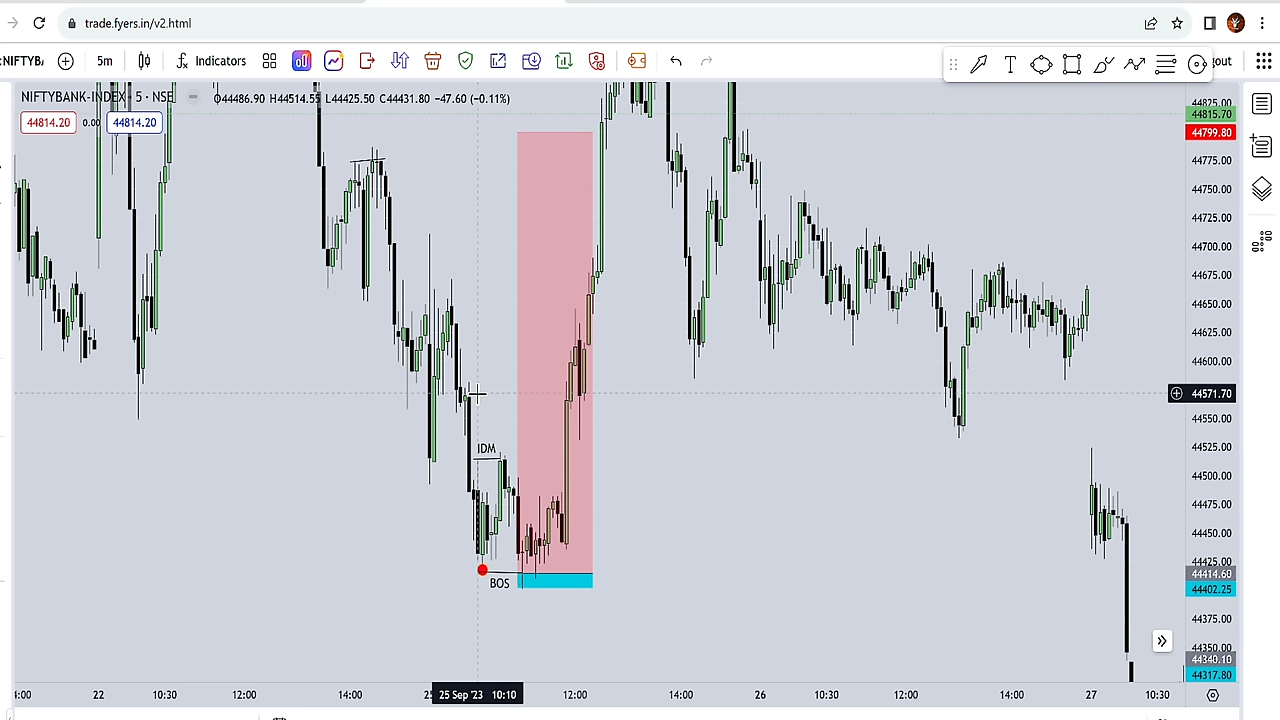 trade.fyers.in/v2.html
:NIFTYBA
5m
Indicators
out
NIFTYBANK-INDEX · 5 · NSE
O44486.90 H44514.55 L44425.50 C44431.80 −47.60 (−0.11%)
44814.20
0.00
44814.20
44825.00
44815.70
44799.80
44775.00
44750.00
44725.00
44700.00
44675.00
44650.00
44625.00
44600.00
44571.70
44550.00
44525.00
IDM
44500.00
44475.00
44450.00
44425.00
44414.60
BOS
44402.25
44375.00
44350.00
44340.10
44317.80
:00 22 10:30 12:00 14:00 25 Sep '23 10:10 12:00 14:00 26 10:30 12:00 14:00 27 10:30